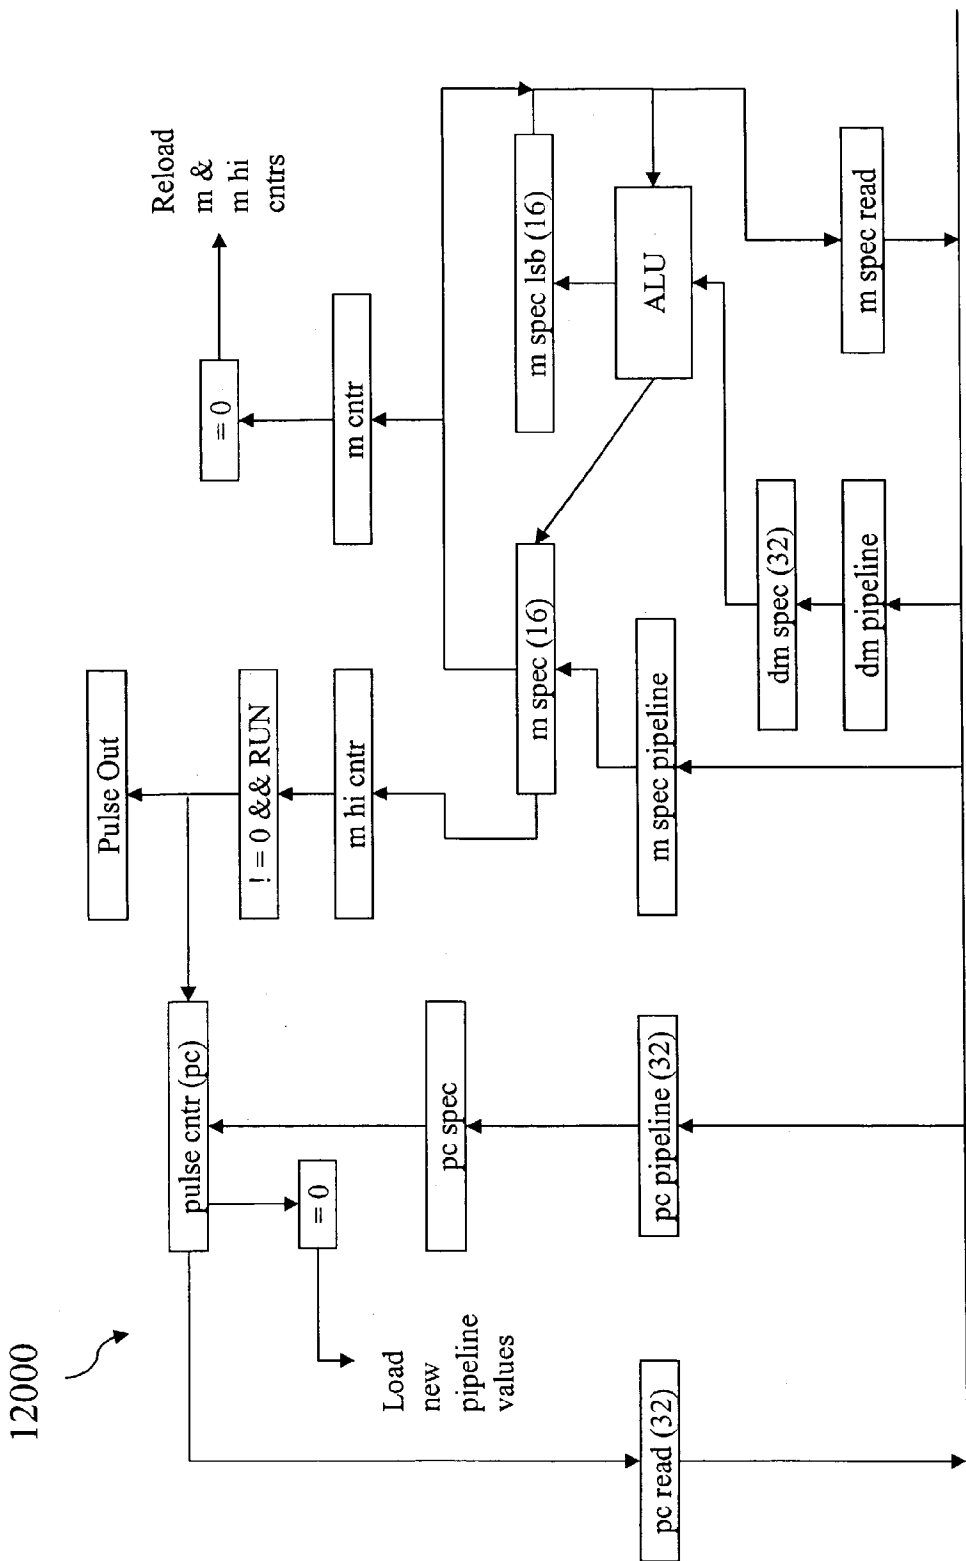 12000
Pulse Out
pulse cntr (pc)
= 0
Load
new
pipeline
values
! = 0 && RUN
= 0
Reload
m &
m hi
cntrs
m hi cntr
m cntr
pc spec
m spec (16)
m spec lsb (16)
ALU
pc read (32)
pc pipeline (32)
m spec pipeline
dm spec (32)
dm pipeline
m spec read